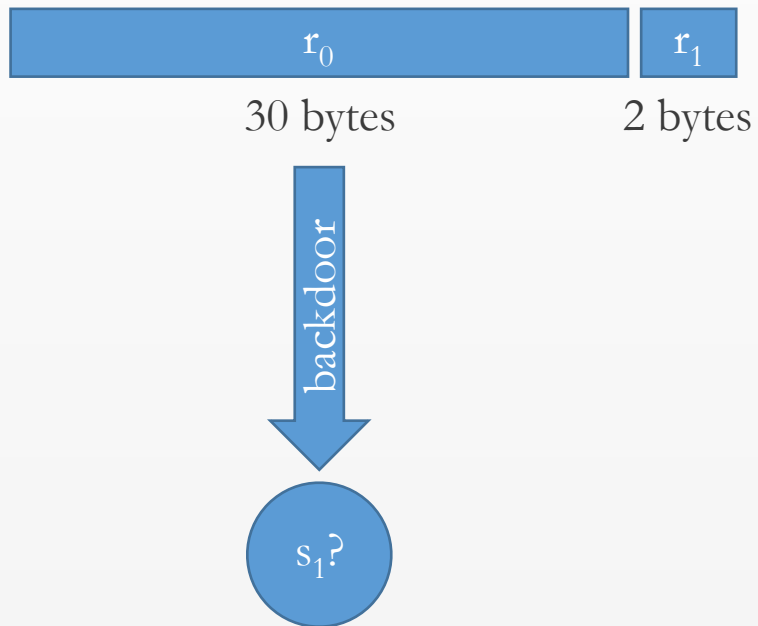 r₀ r₁
30 bytes 2 bytes
backdoor
s₁?